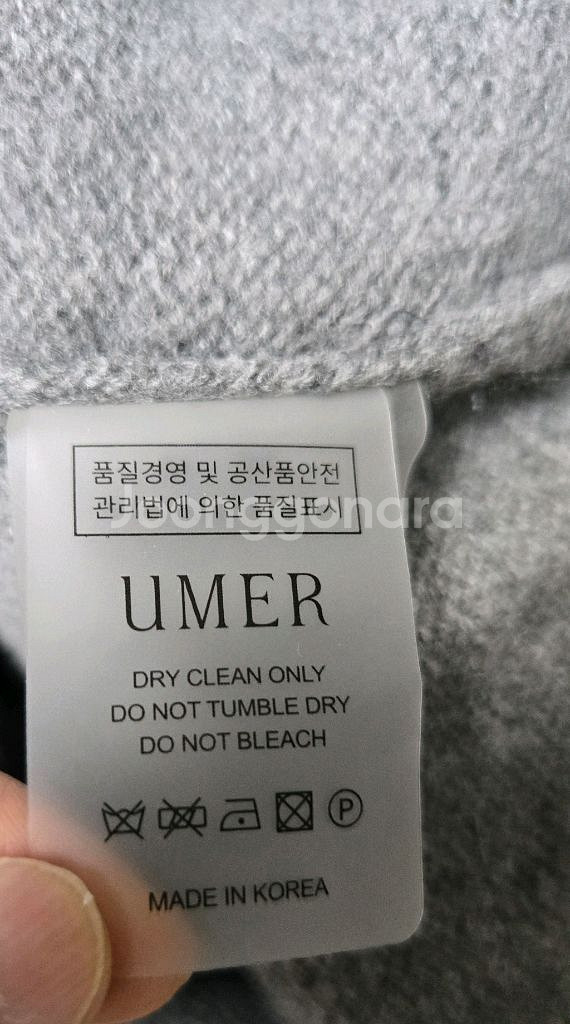 품질경영 및 공산품안전
관리법에 의한 품질표시
Joonggonara
UMER
DRY CLEAN ONLY
DO NOT TUMBLE DRY
DO NOT BLEACH
P
MADE IN KOREA